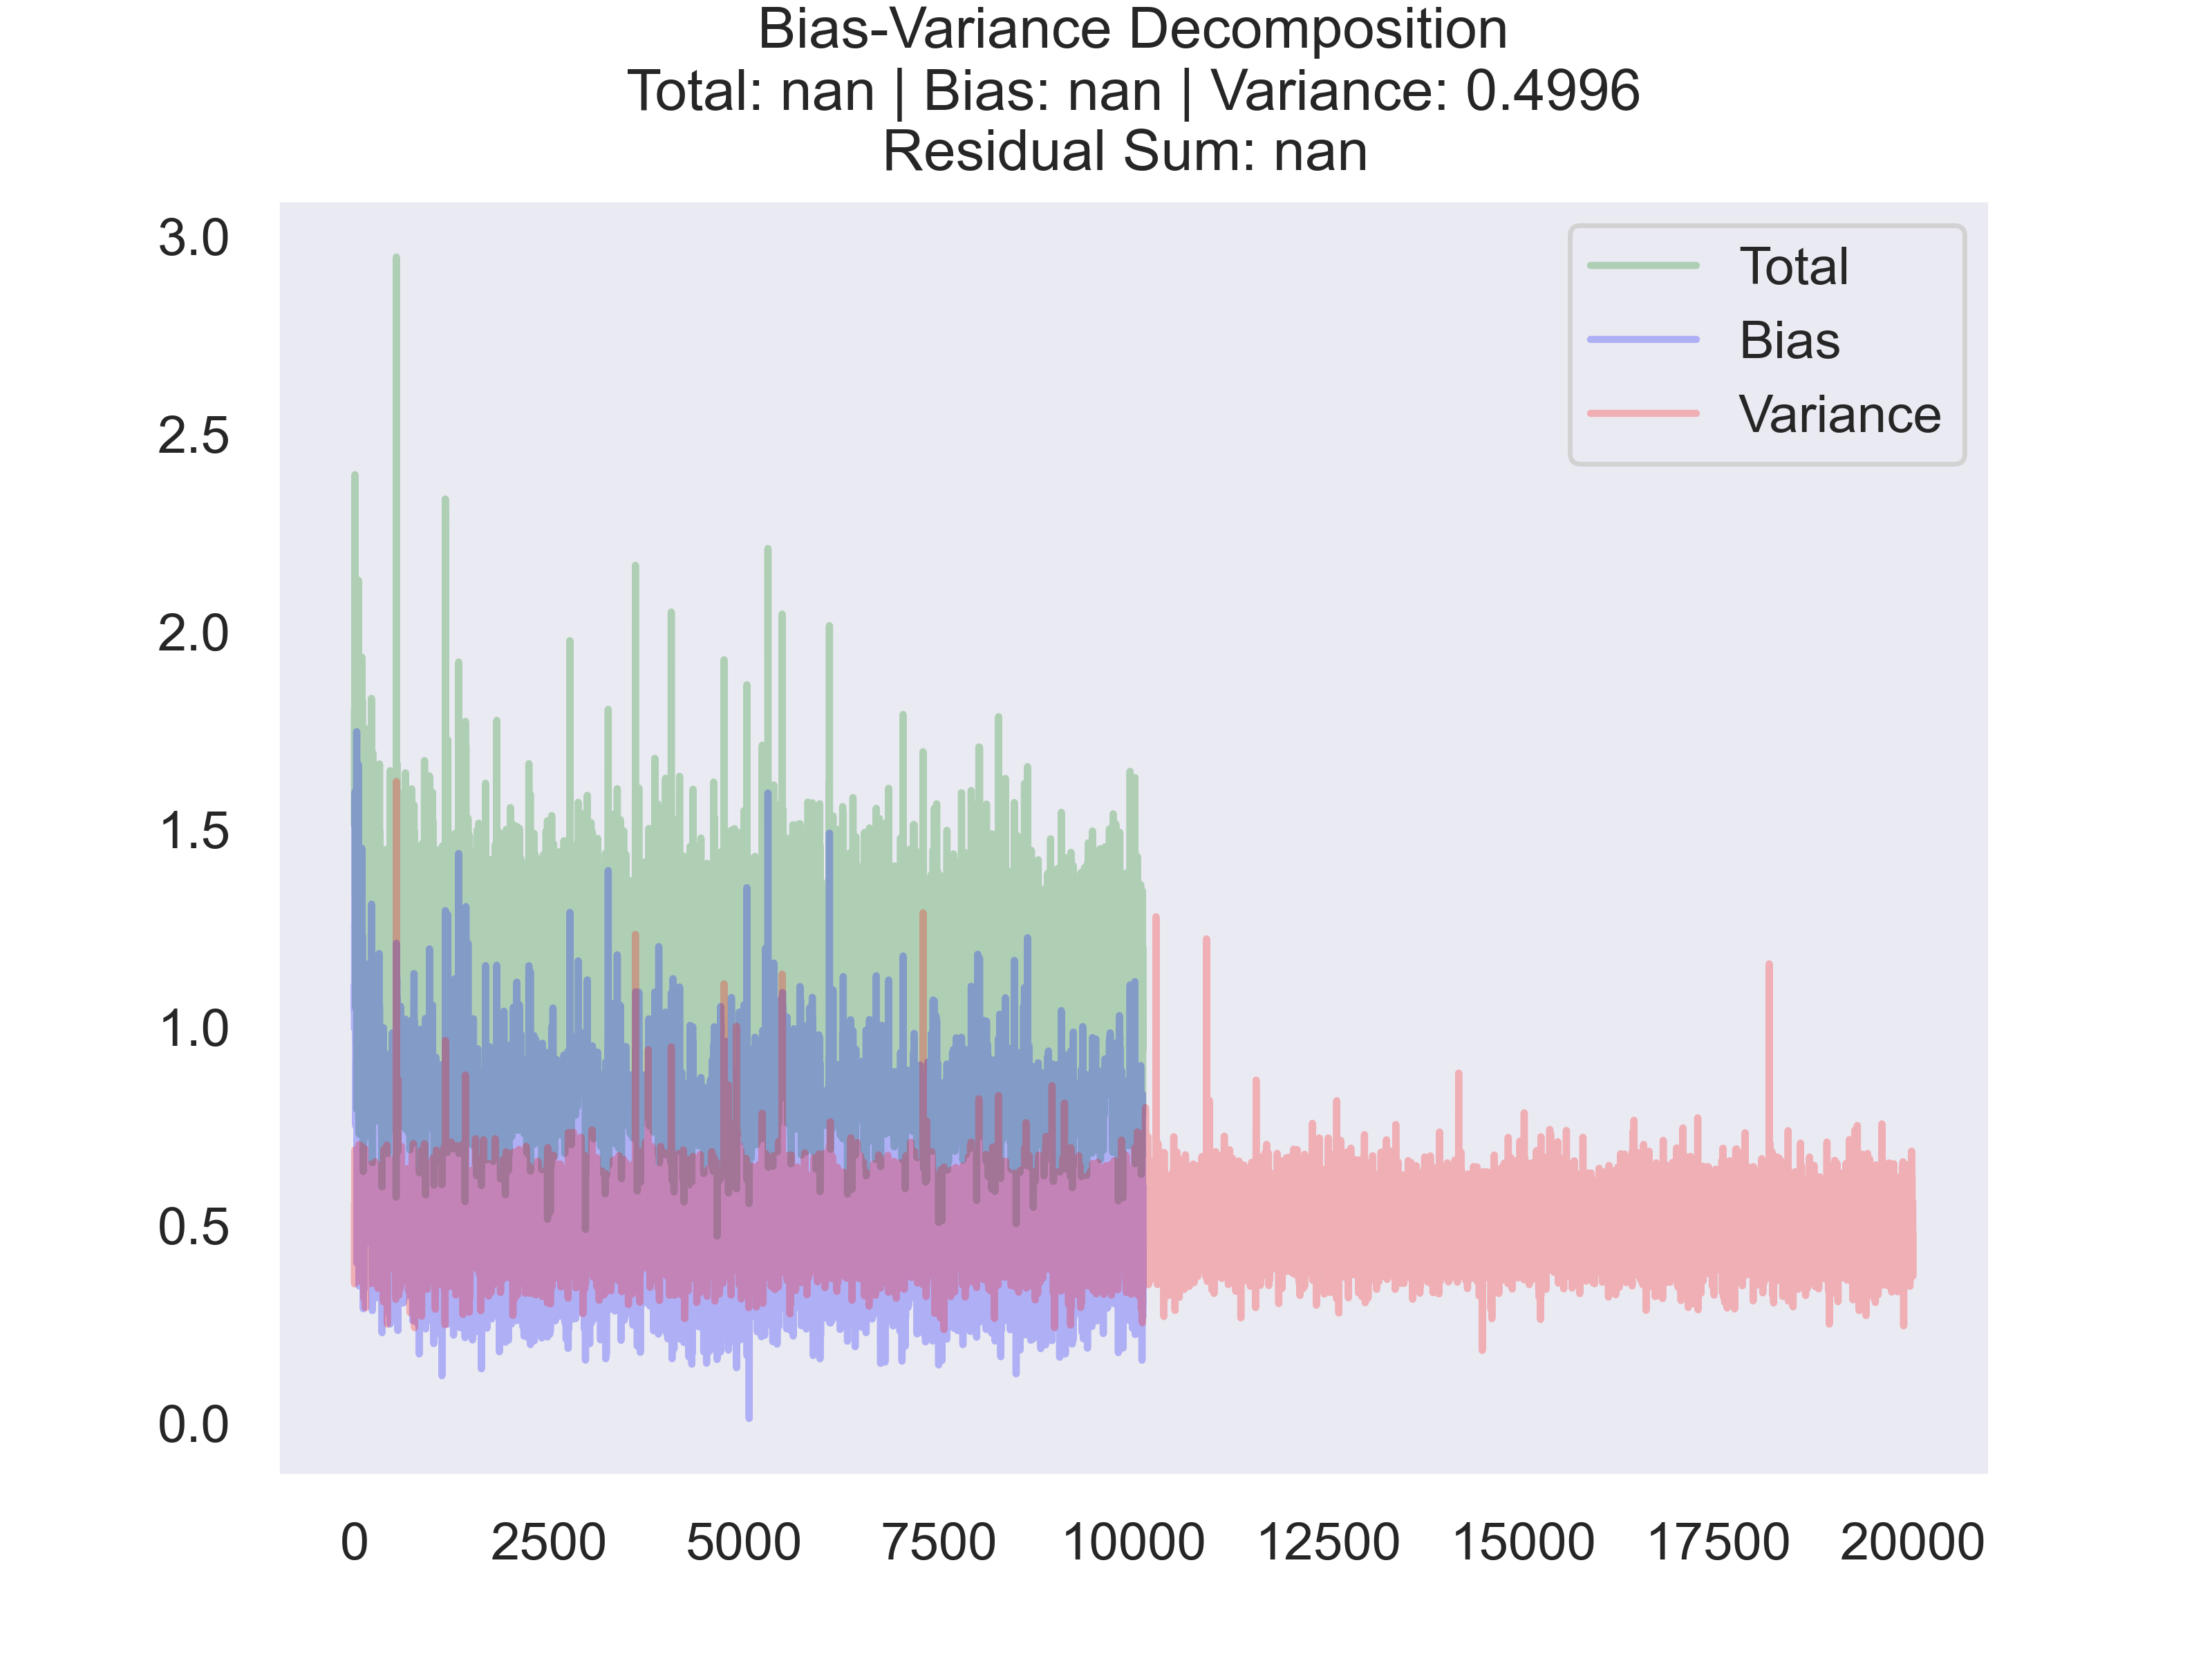 Bias-Variance Decomposition
Total: nan | Bias: nan | Variance: 0.4996
Residual Sum: nan
3.0
2.5
2.0
1.5
1.0
0.5
0.0
Total
Bias
Variance
0 2500 5000 7500 10000 12500 15000 17500 20000